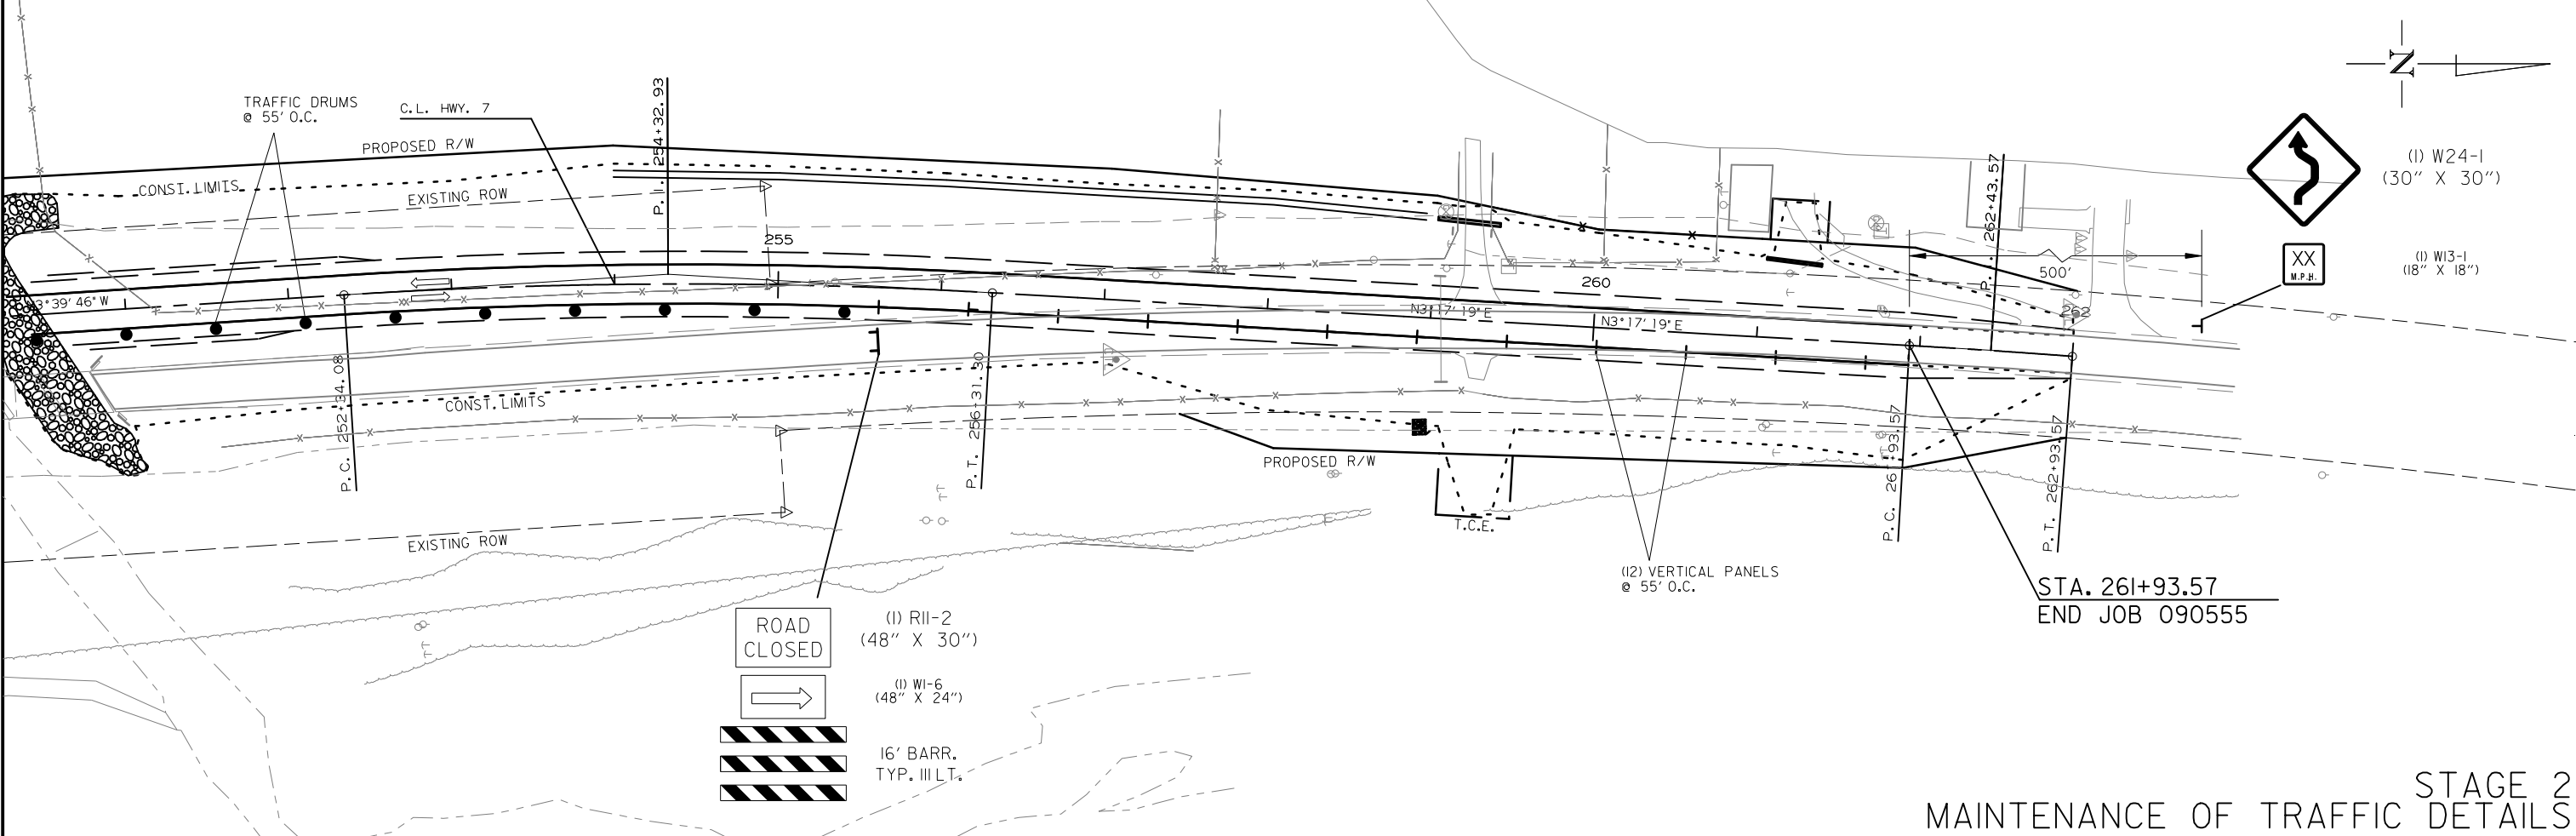 TRAFFIC DRUMS
@ 55' O.C.
C.L. HWY. 7
PROPOSED R/W
CONST. LIMITS
EXISTING ROW
P.I. 254+32.93
255
3°39'46"W
P.C. 252+34.08
P.T. 256+31.30
CONST. LIMITS
EXISTING ROW
N3°17'19"E
N3°17'19"E
260
P.I. 262+43.57
262
500'
N
(1) W24-1
(30" X 30")
XX
M.P.H.
(1) W13-1
(18" X 18")
PROPOSED R/W
T.C.E.
(12) VERTICAL PANELS
@ 55' O.C.
P.C. 261+93.57
P.T. 262+93.57
STA. 261+93.57
END JOB 090555
ROAD
CLOSED
(1) R11-2
(48" X 30")
(1) W1-6
(48" X 24")
16' BARR.
TYP. III LT.
STAGE 2
MAINTENANCE OF TRAFFIC DETAILS